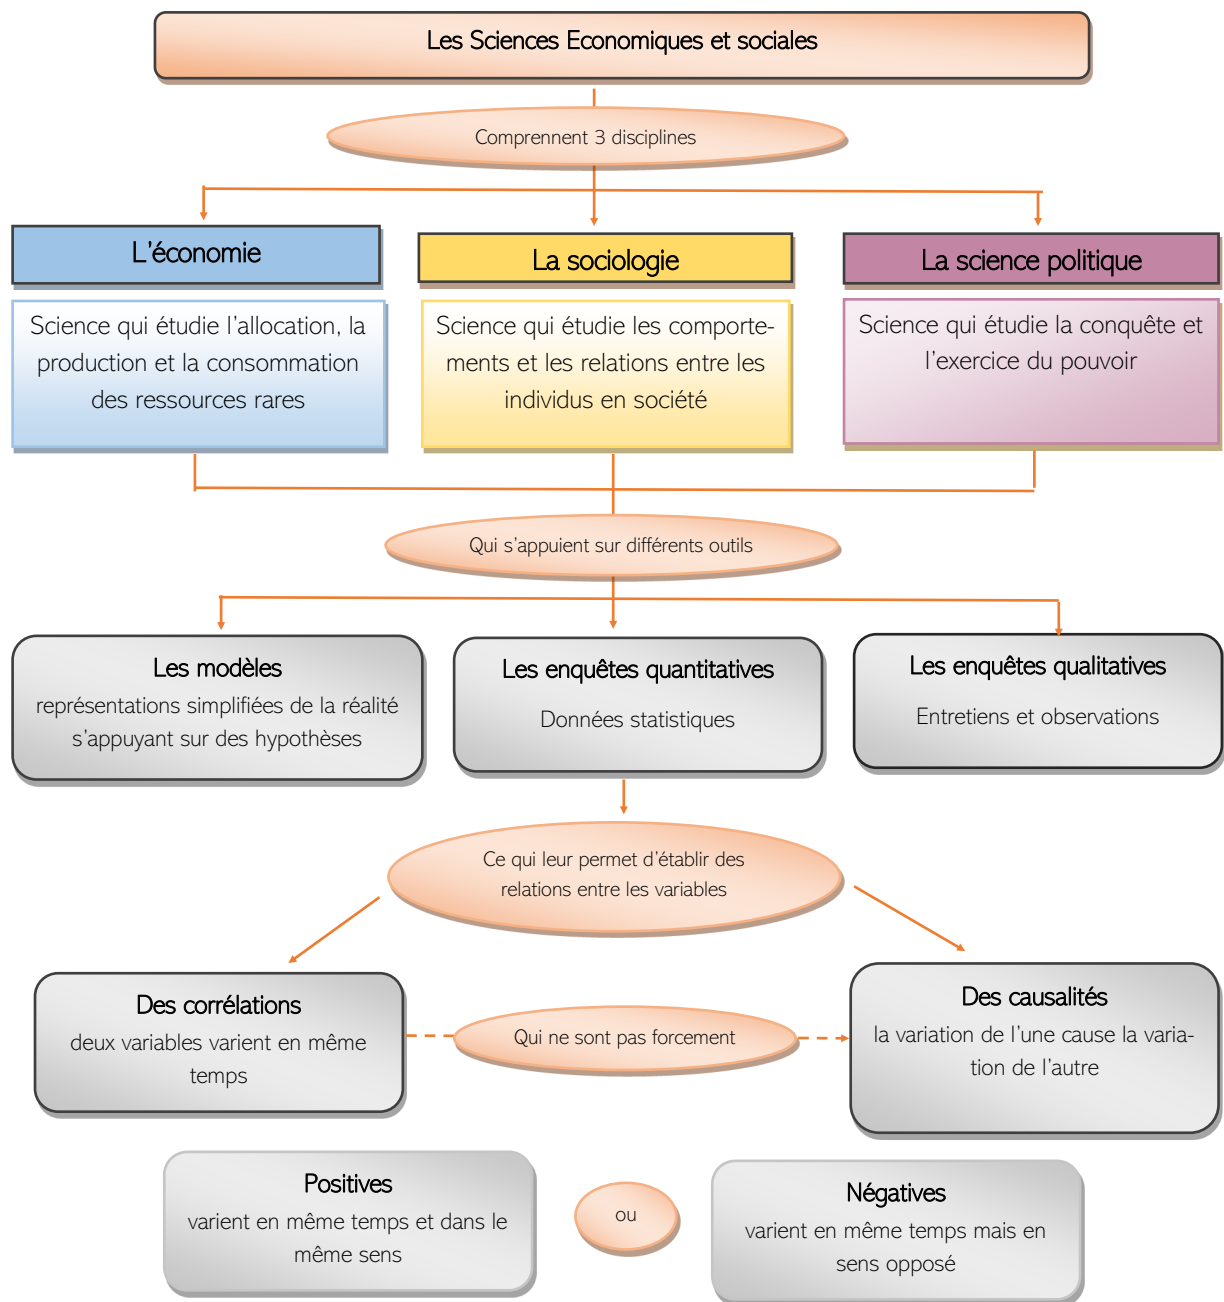 Les Sciences Economiques et sociales
Comprennent 3 disciplines
L'économie
Science qui étudie l'allocation, la
production et la consommation
des ressources rares
La sociologie
Science qui étudie les comporte-
ments et les relations entre les
individus en société
La science politique
Science qui étudie la conquête et
l'exercice du pouvoir
Qui s'appuient sur différents outils
Les modèles
représentations simplifiées de la réalité
s'appuyant sur des hypothèses
Les enquêtes quantitatives
Données statistiques
Les enquêtes qualitatives
Entretiens et observations
Ce qui leur permet d'établir des
relations entre les variables
Des corrélations
deux variables varient en même
temps
Qui ne sont pas forcement
Des causalités
la variation de l'une cause la varia-
tion de l'autre
Positives
varient en même temps et dans le
même sens
ou
Négatives
varient en même temps mais en
sens opposé